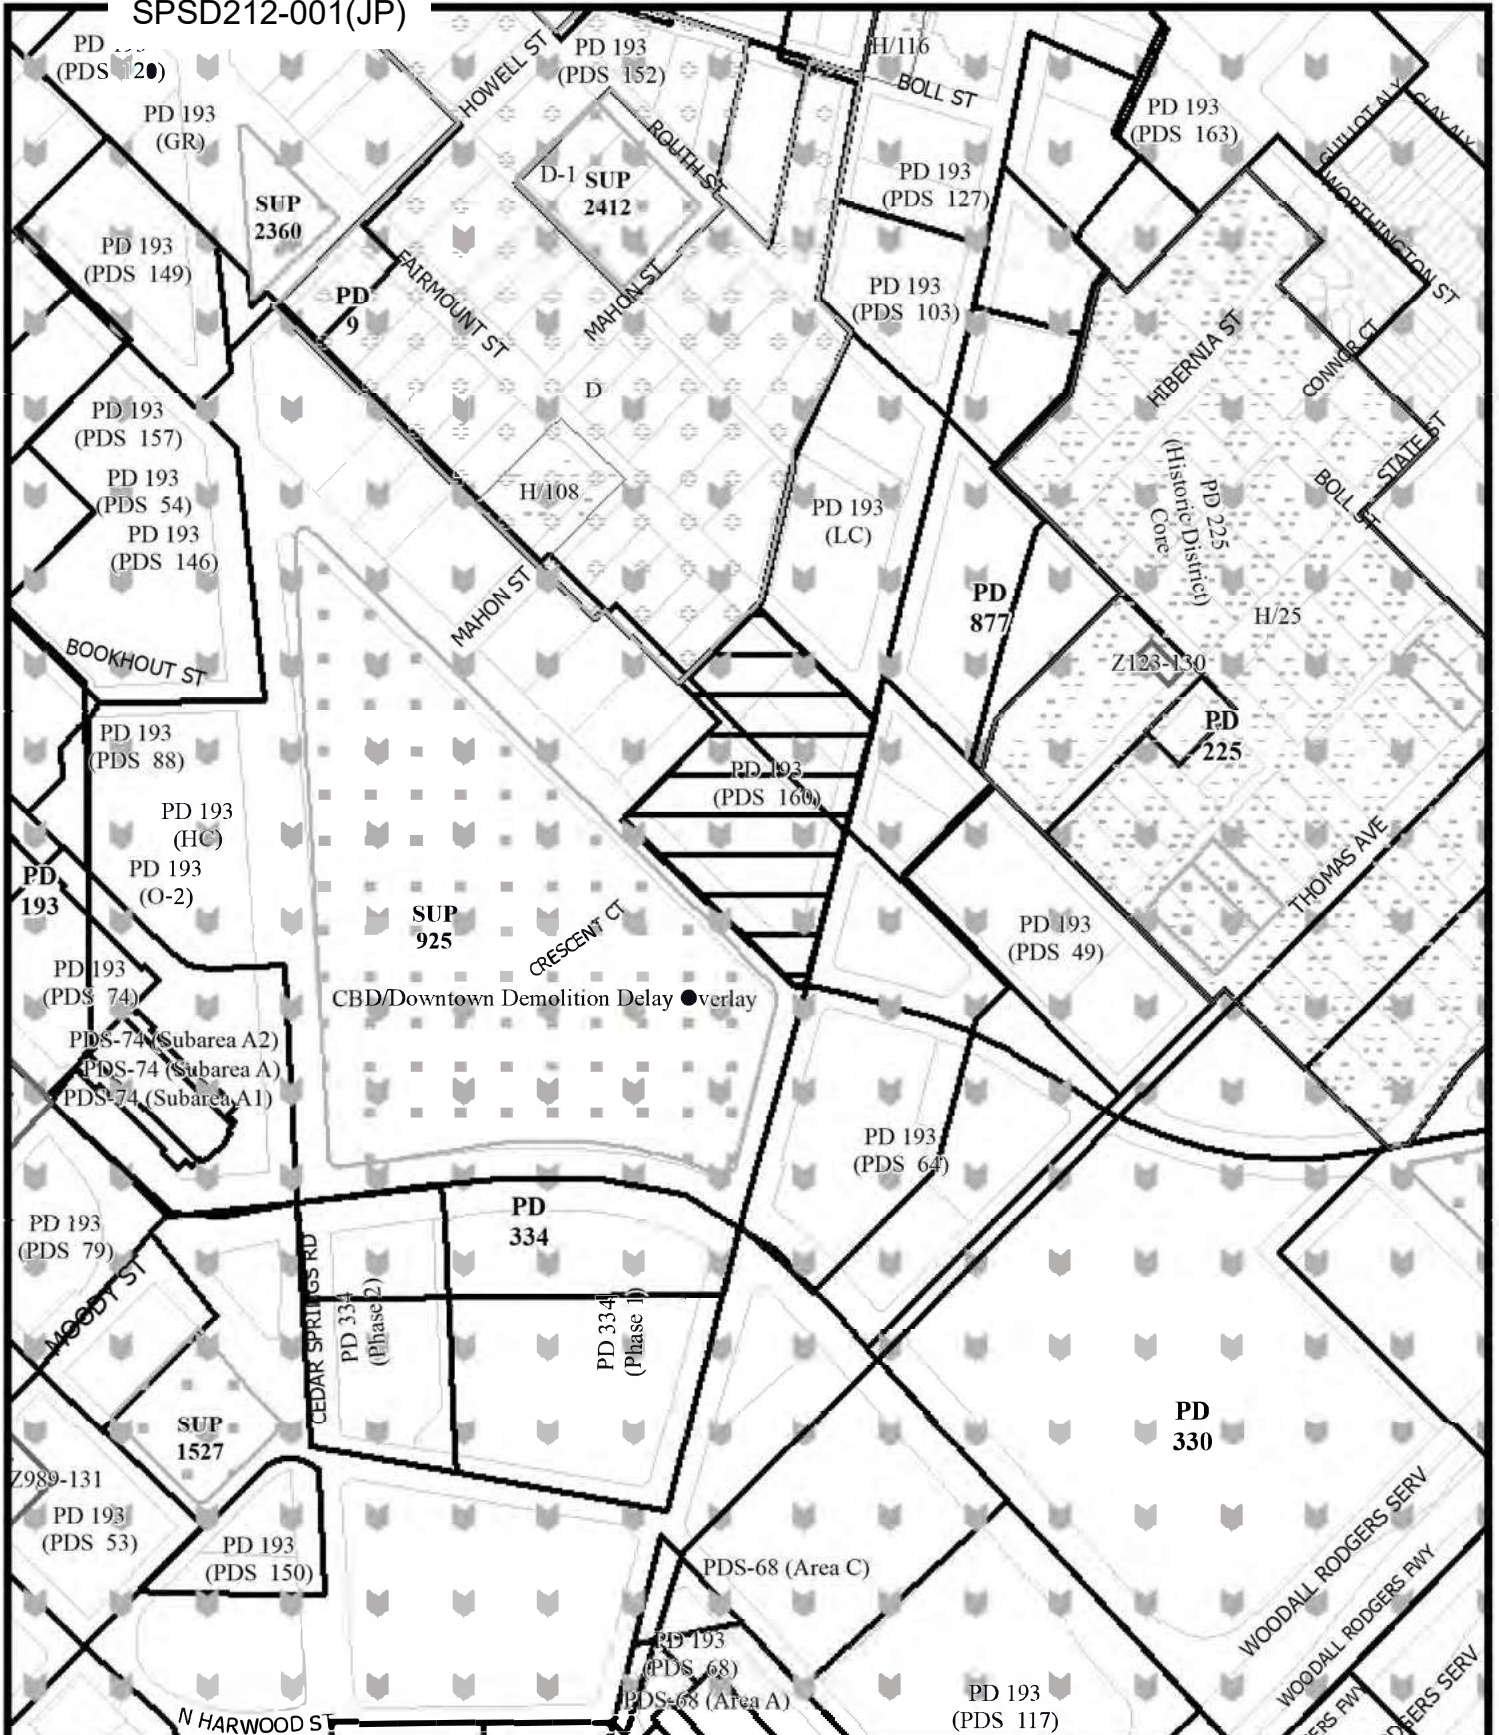 SPSD212-001(JP)
PD 193
(PDS 120)
PD 193
(GR)
HOWELL ST
PD 193
(PDS 152)
H/116
BOLL ST
PD 193
(PDS 163)
GUILLOT ALY
CLAY ALY
ROUTH ST
D-1
SUP
2412
SUP
2360
PD 193
(PDS 127)
WORTHINGTON ST
PD 193
(PDS 149)
PD
9
FAIRMOUNT ST
MAHON ST
PD 193
(PDS 103)
HIBERNIA ST
CONNOR CT
D
PD 193
(PDS 157)
PD 193
(PDS 54)
PD 193
(PDS 146)
H/108
PD 193
(LC)
PD 225
(Historic District)
Core
STATE ST
BOLL ST
MAHON ST
PD
877
H/25
BOOKHOUT ST
Z123-130
PD
225
PD 193
(PDS 88)
PD 193
(PDS 160)
PD 193
(HC)
PD 193
(O-2)
PD
193
THOMAS AVE
SUP
925
CRESCENT CT
PD 193
(PDS 49)
PD 193
(PDS 74)
CBD/Downtown Demolition Delay Overlay
PDS-74 (Subarea A2)
PDS-74 (Subarea A)
PDS-74 (Subarea A1)
PD 193
(PDS 64)
PD 193
(PDS 79)
PD
334
MOODY ST
CEDAR SPRINGS RD
PD 334
(Phase 2)
PD 334
(Phase 1)
SUP
1527
PD
330
Z989-131
PD 193
(PDS 53)
PD 193
(PDS 150)
PDS-68 (Area C)
WOODALL RODGERS SERV
WOODALL RODGERS FWY
PD 193
(PDS 68)
PDS-68 (Area A)
PD 193
(PDS 117)
N HARWOOD ST
ERS FWY
DGERS SERV